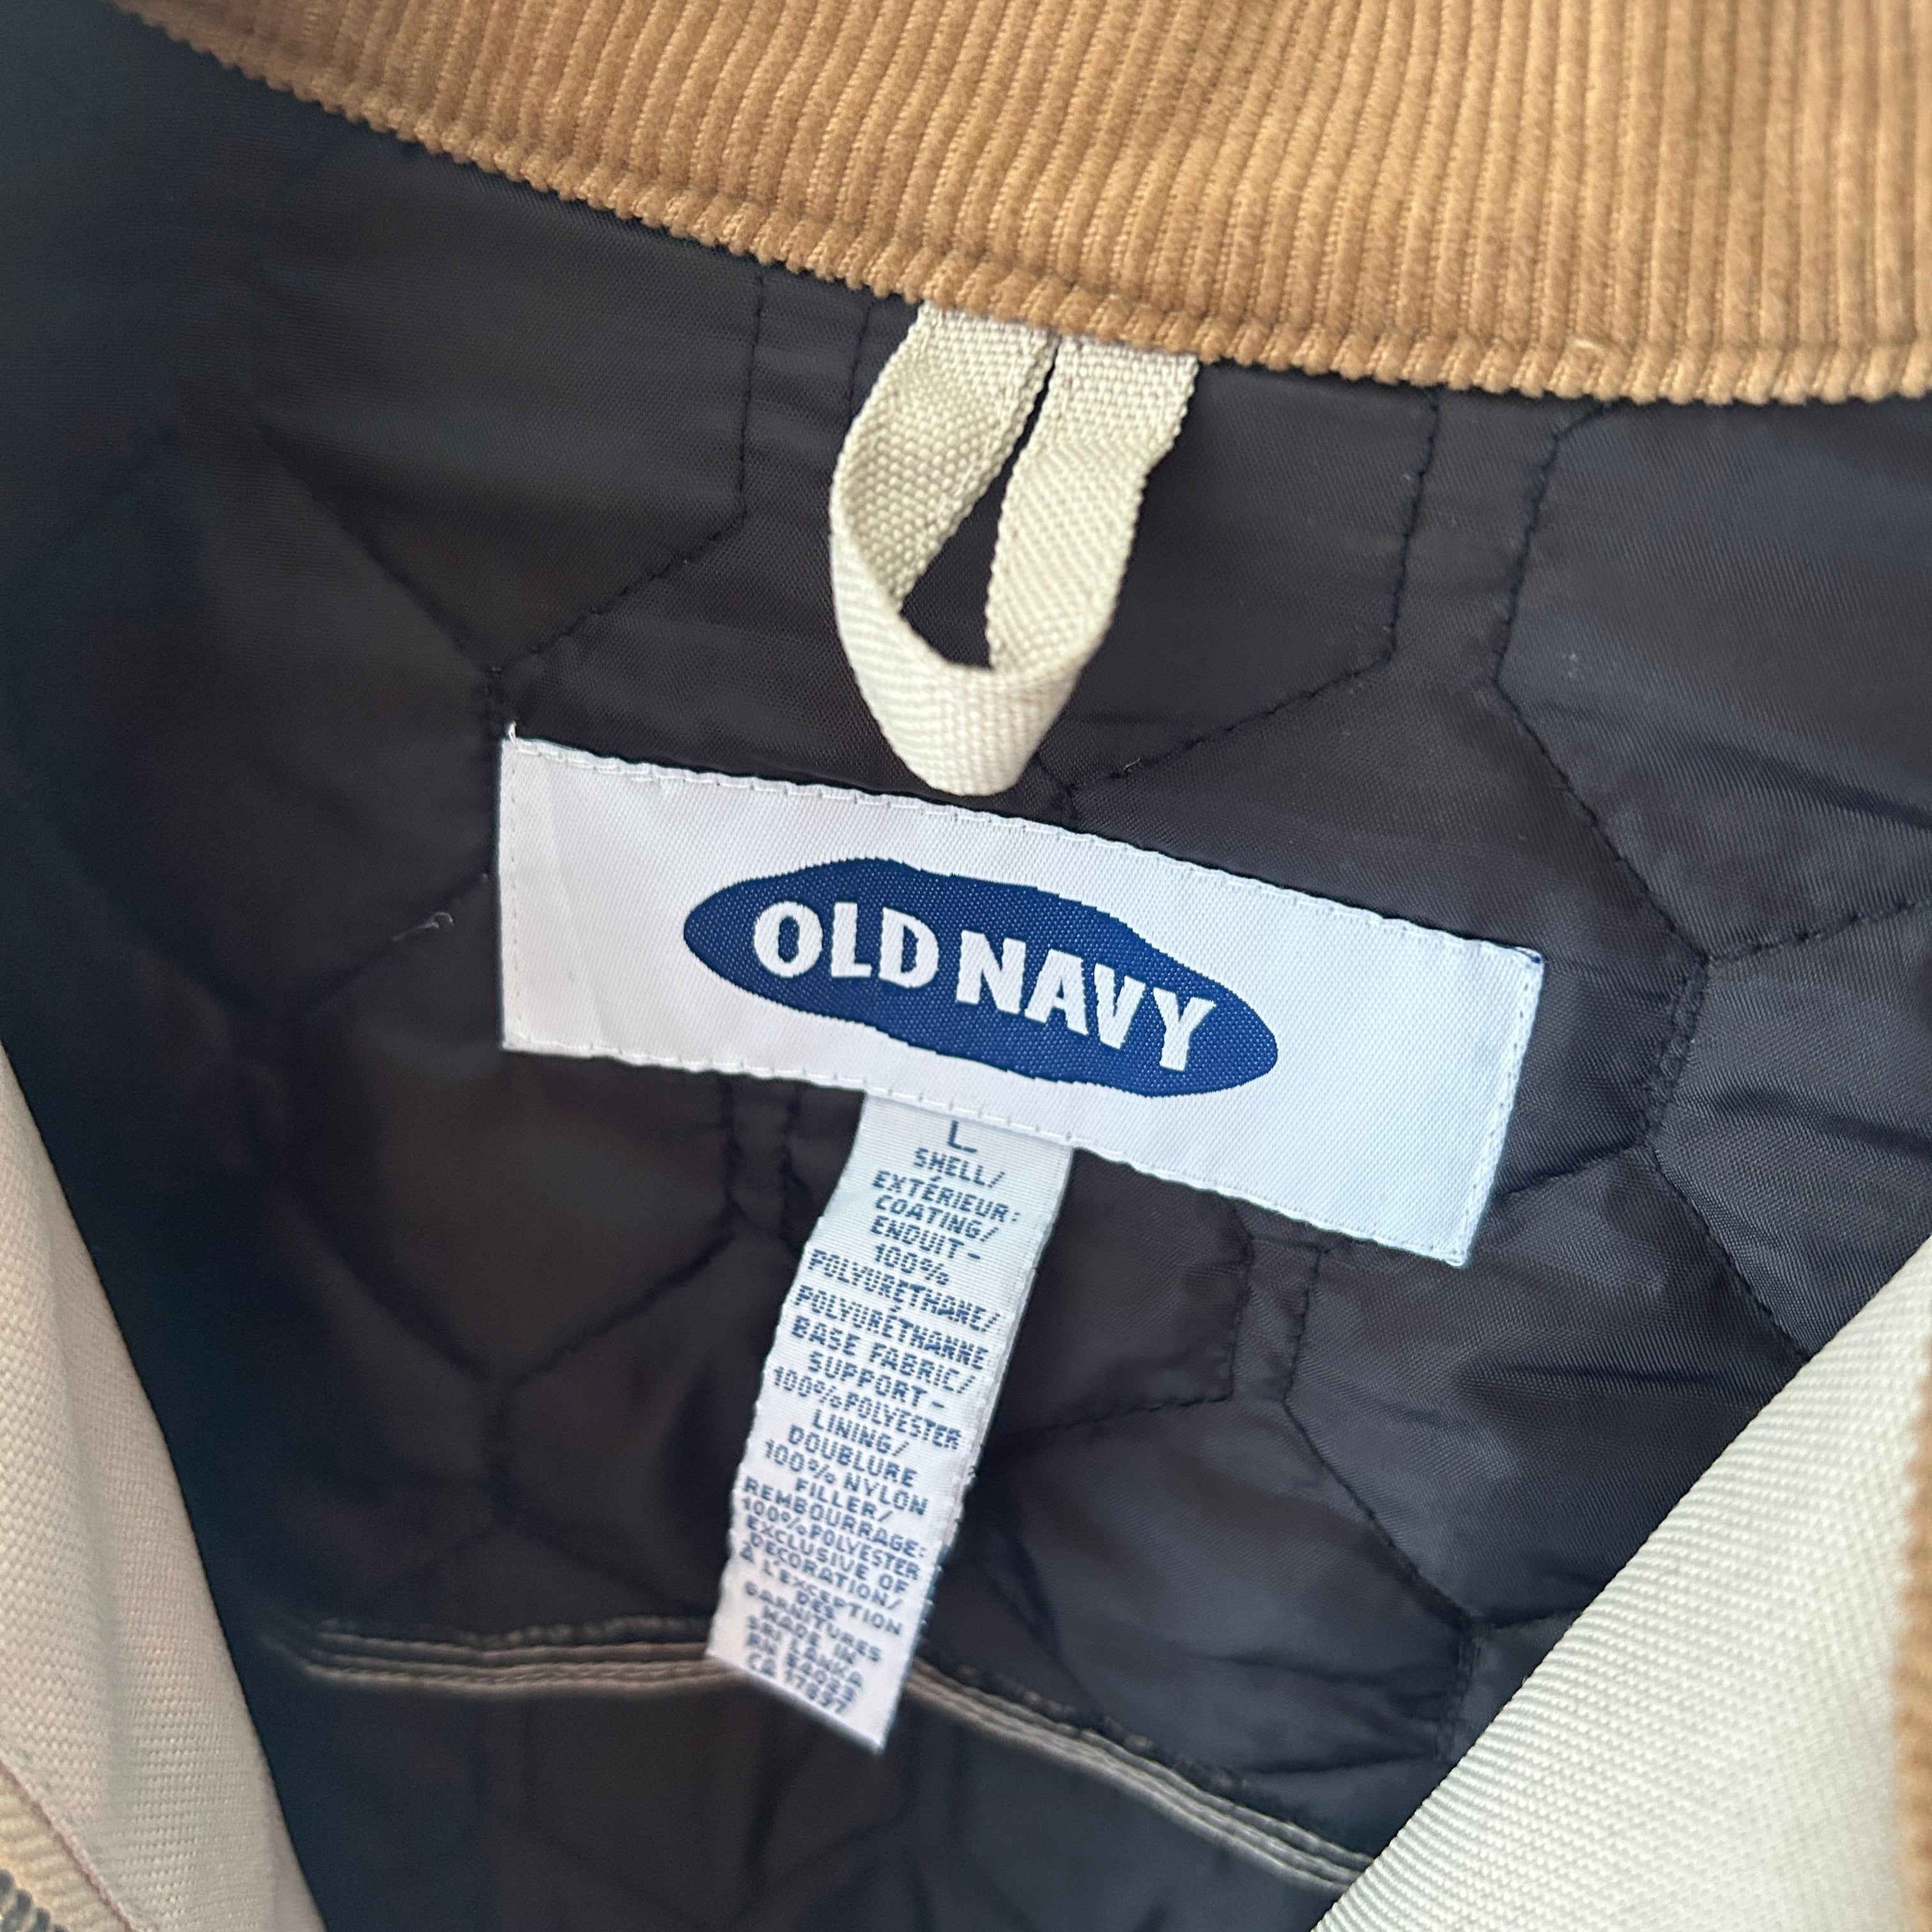 OLD NAVY
L
SHELL/
EXTÉRIEUR:
COATING/
ENDUIT-
100%
POLYURETHANE/
POLYURÉTHANNE
BASE FABRIC/
SUPPORT-
100%POLYESTER
LINING/
DOUBLURE
100% NYLON
FILLER/
REMBOURRAGE:
100%POLYESTER
EXCLUSIVE OF
DECORATION/
À L'EXCEPTION
DES
GARNITURES
MADE IN
SRI LANKA
RN 54023
CA 17897